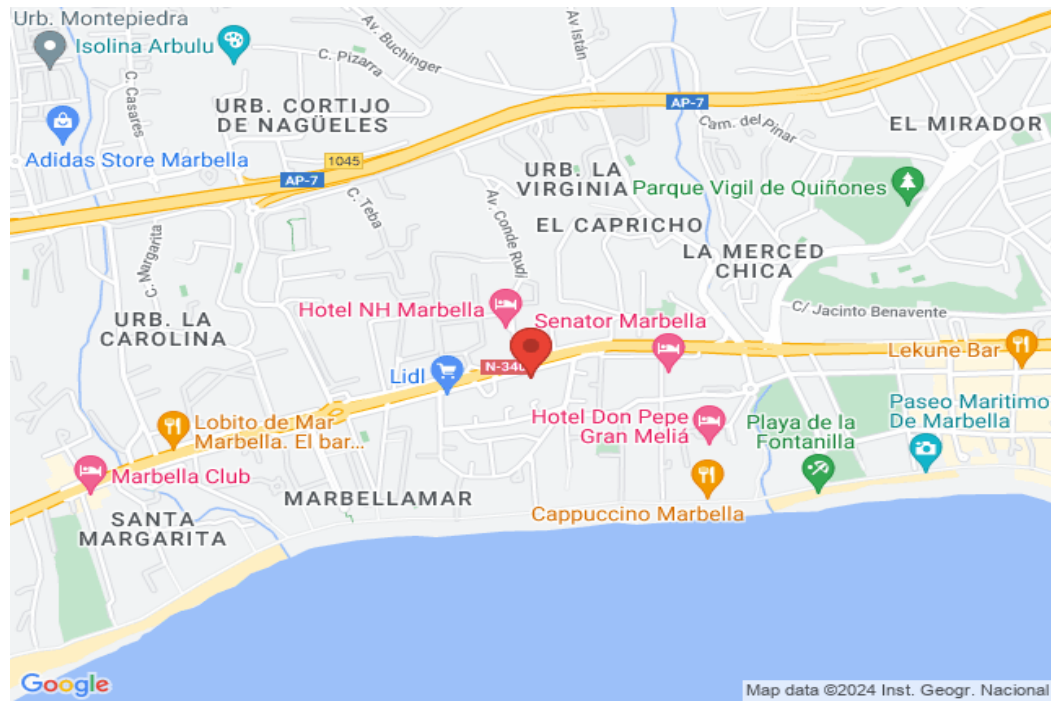 Urb. Montepiedra
Isolina Arbulu
C. Pizarra
Av. Buchinger
Av Istán
C. Casares
URB. CORTIJO
DE NAGÜELES
AP-7
Cam. del Pinar
EL MIRADOR
Adidas Store Marbella
1045
AP-7
URB. LA
VIRGINIA
Parque Vigil de Quiñones
C. Teba
Av. Conde Rudi
EL CAPRICHO
C. Margarita
LA MERCED
CHICA
Hotel NH Marbella
Senator Marbella
C/ Jacinto Benavente
URB. LA
CAROLINA
Lekune Bar
N-340
Lidl
Lobito de Mar
Marbella. El bar...
Hotel Don Pepe
Gran Meliá
Playa de la
Fontanilla
Paseo Maritimo
De Marbella
Marbella Club
MARBELLAMAR
Cappuccino Marbella
SANTA
MARGARITA
Google
Map data ©2024 Inst. Geogr. Nacional